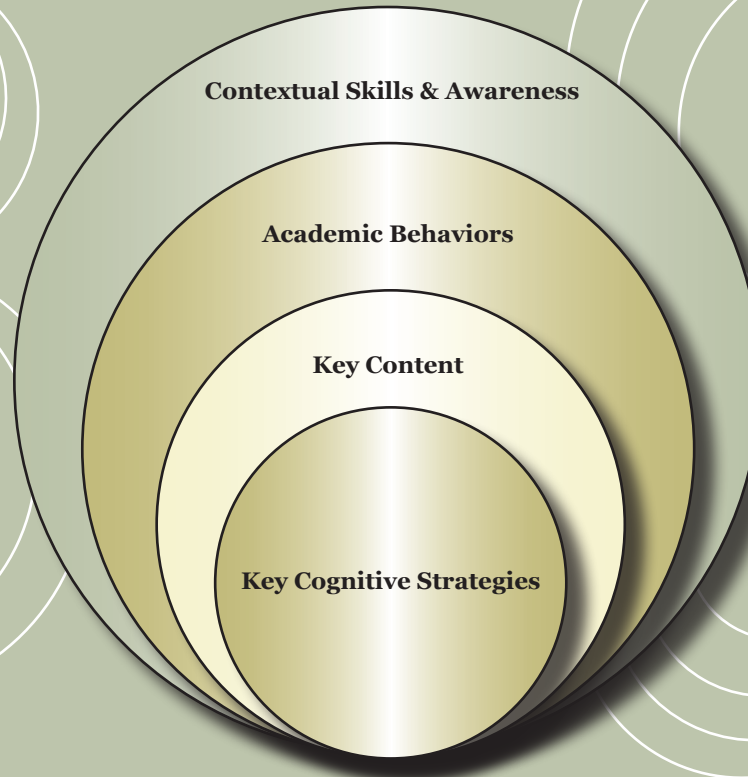 Contextual Skills & Awareness
Academic Behaviors
Key Content
Key Cognitive Strategies